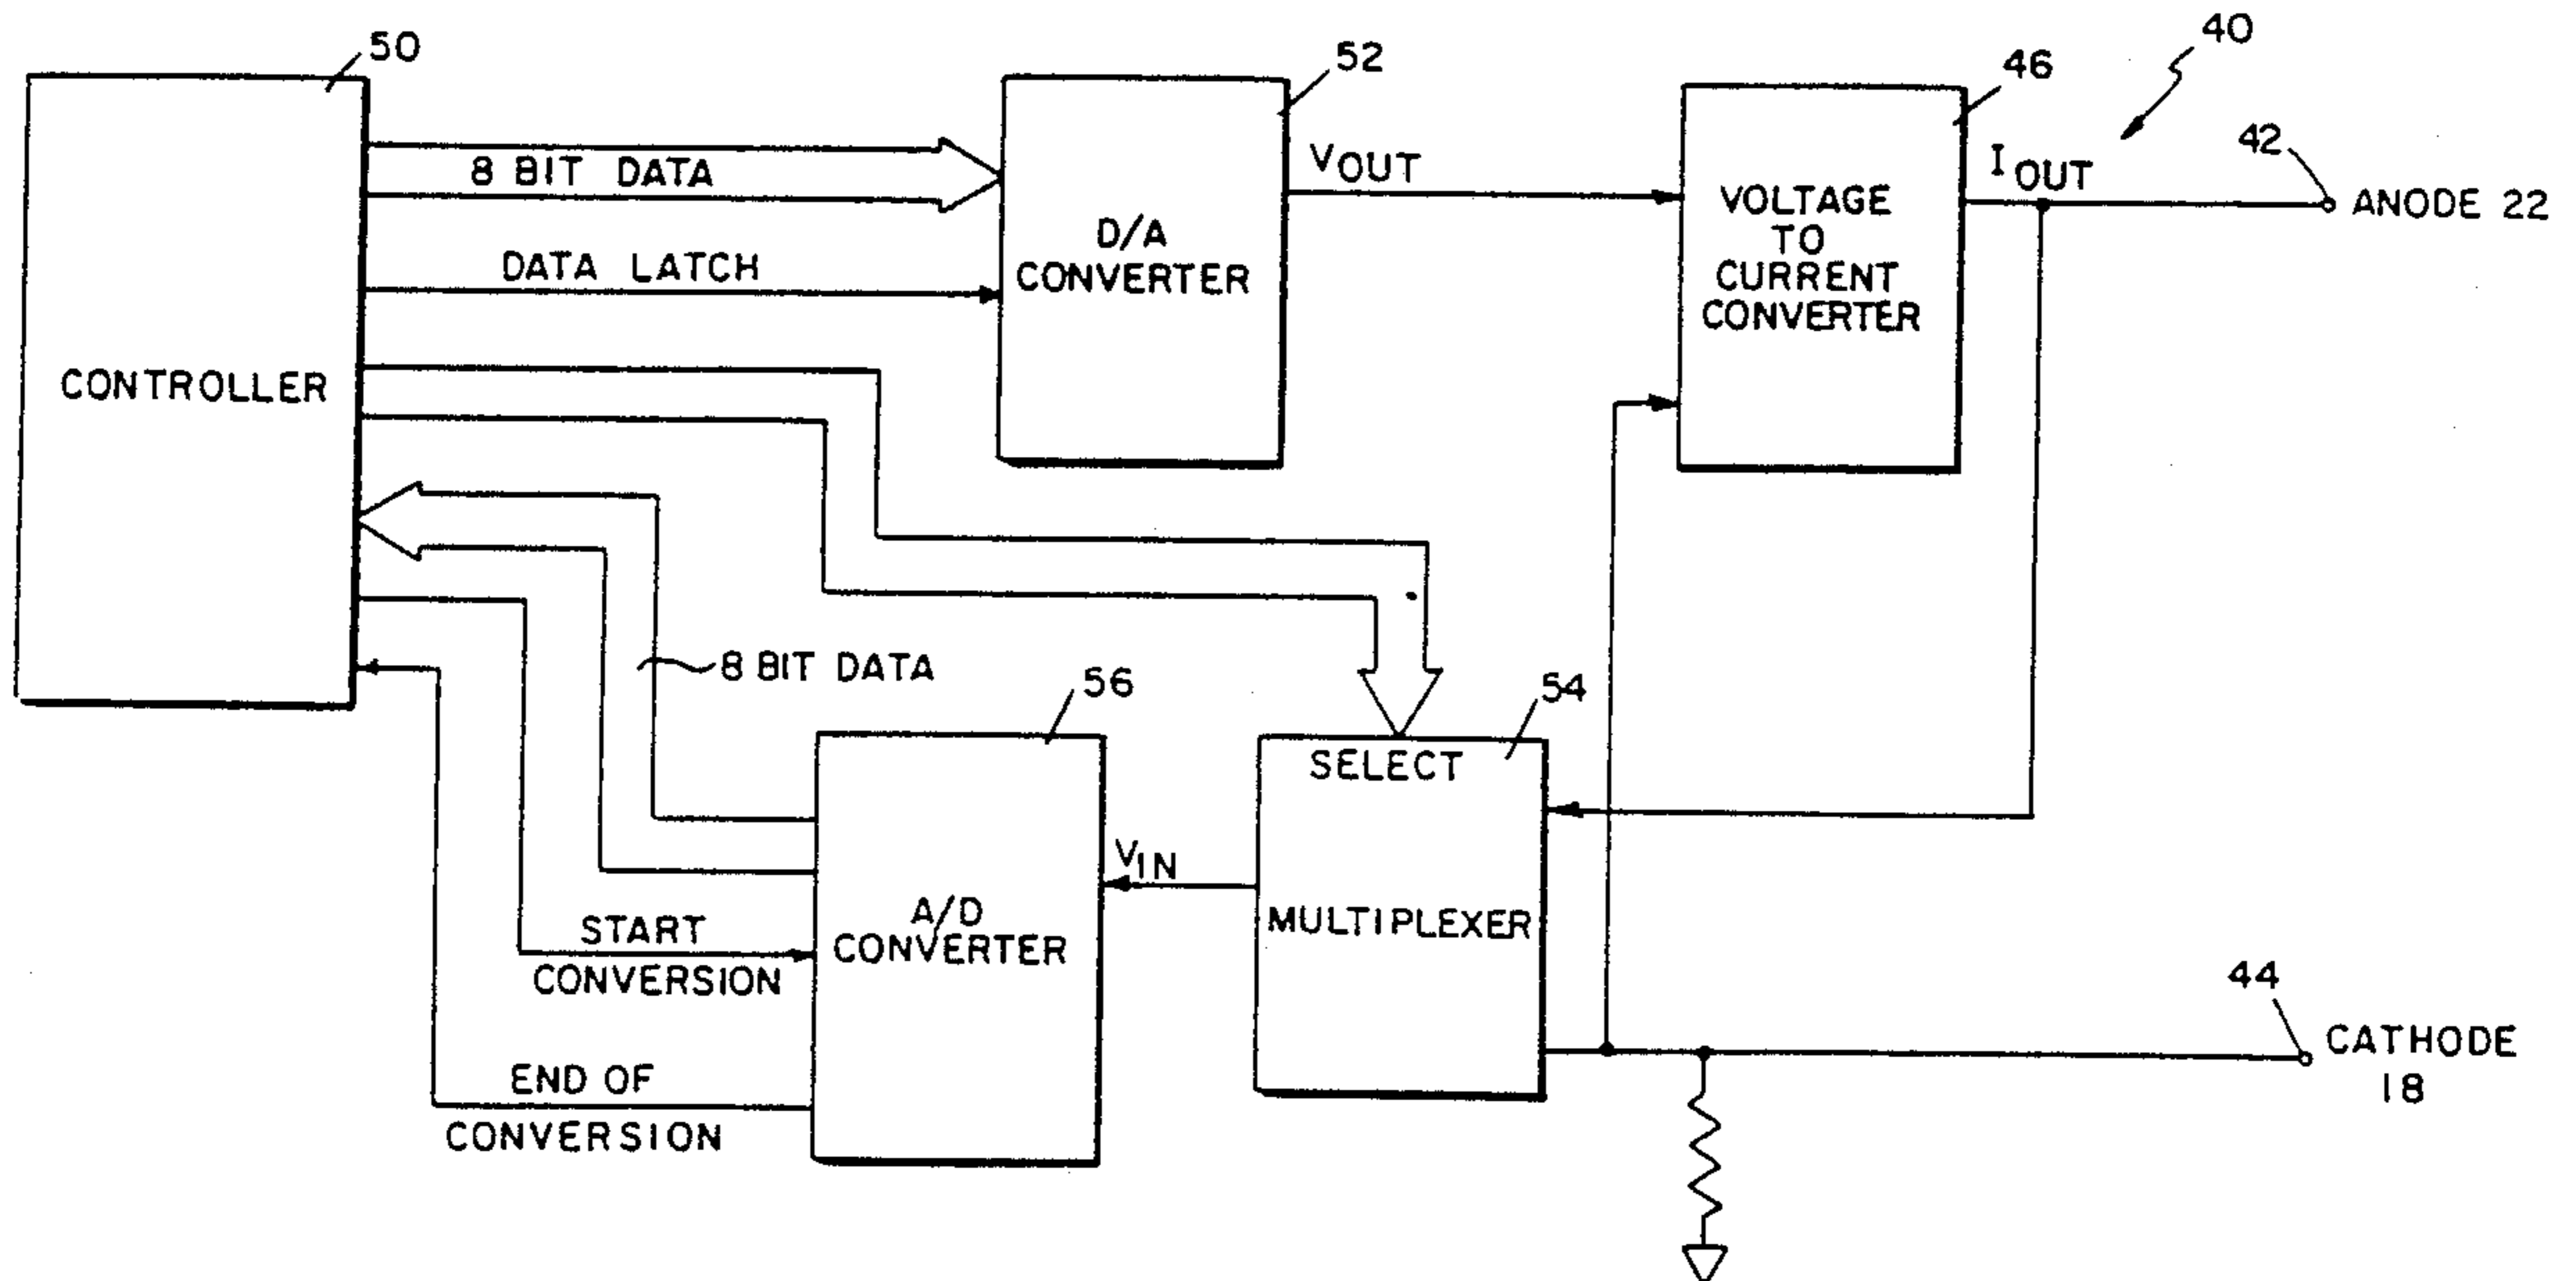 50
52
46
40
42
8 BIT DATA
VOUT
IOUT
ANODE 22
VOLTAGE
TO
CURRENT
CONVERTER
D/A
CONVERTER
DATA LATCH
CONTROLLER
8 BIT DATA
56
54
SELECT
VIN
MULTIPLEXER
A/D
CONVERTER
START
CONVERSION
44
CATHODE
18
END OF
CONVERSION